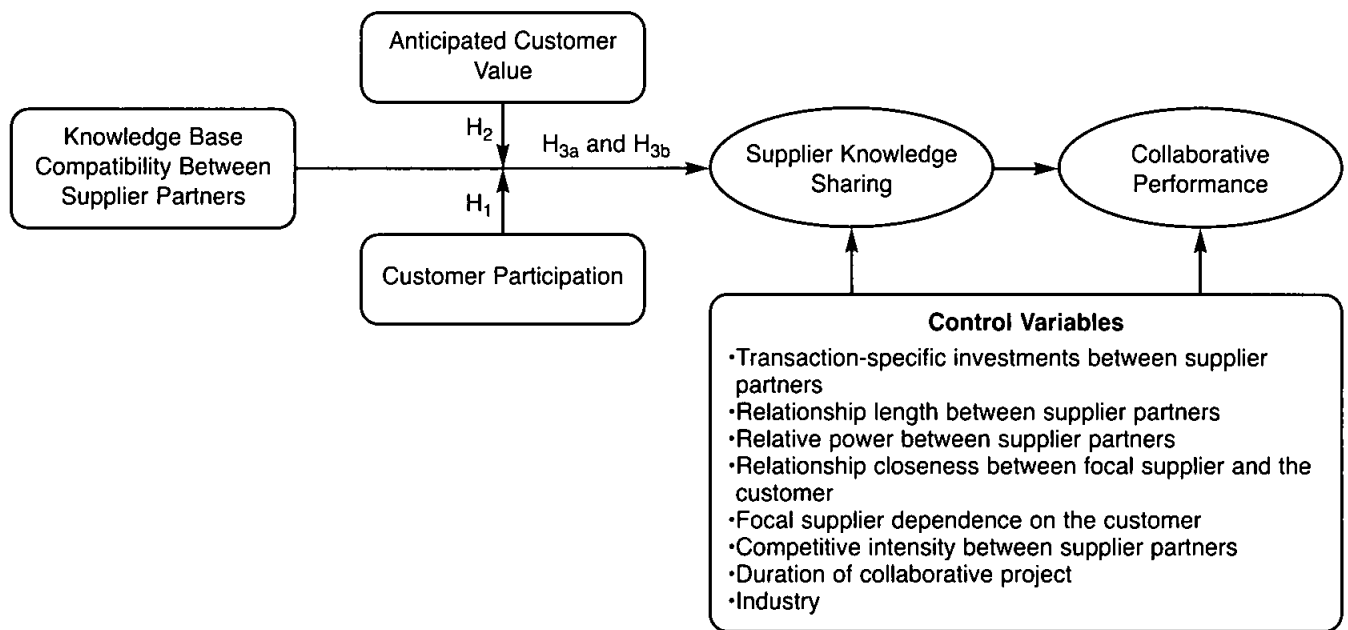 Anticipated Customer
Value
Knowledge Base
Compatibility Between
Supplier Partners
H2
H3a and H3b
Supplier Knowledge
Sharing
Collaborative
Performance
H1
Customer Participation
Control Variables
•Transaction-specific investments between supplier
partners
•Relationship length between supplier partners
•Relative power between supplier partners
•Relationship closeness between focal supplier and the
customer
•Focal supplier dependence on the customer
•Competitive intensity between supplier partners
•Duration of collaborative project
•Industry